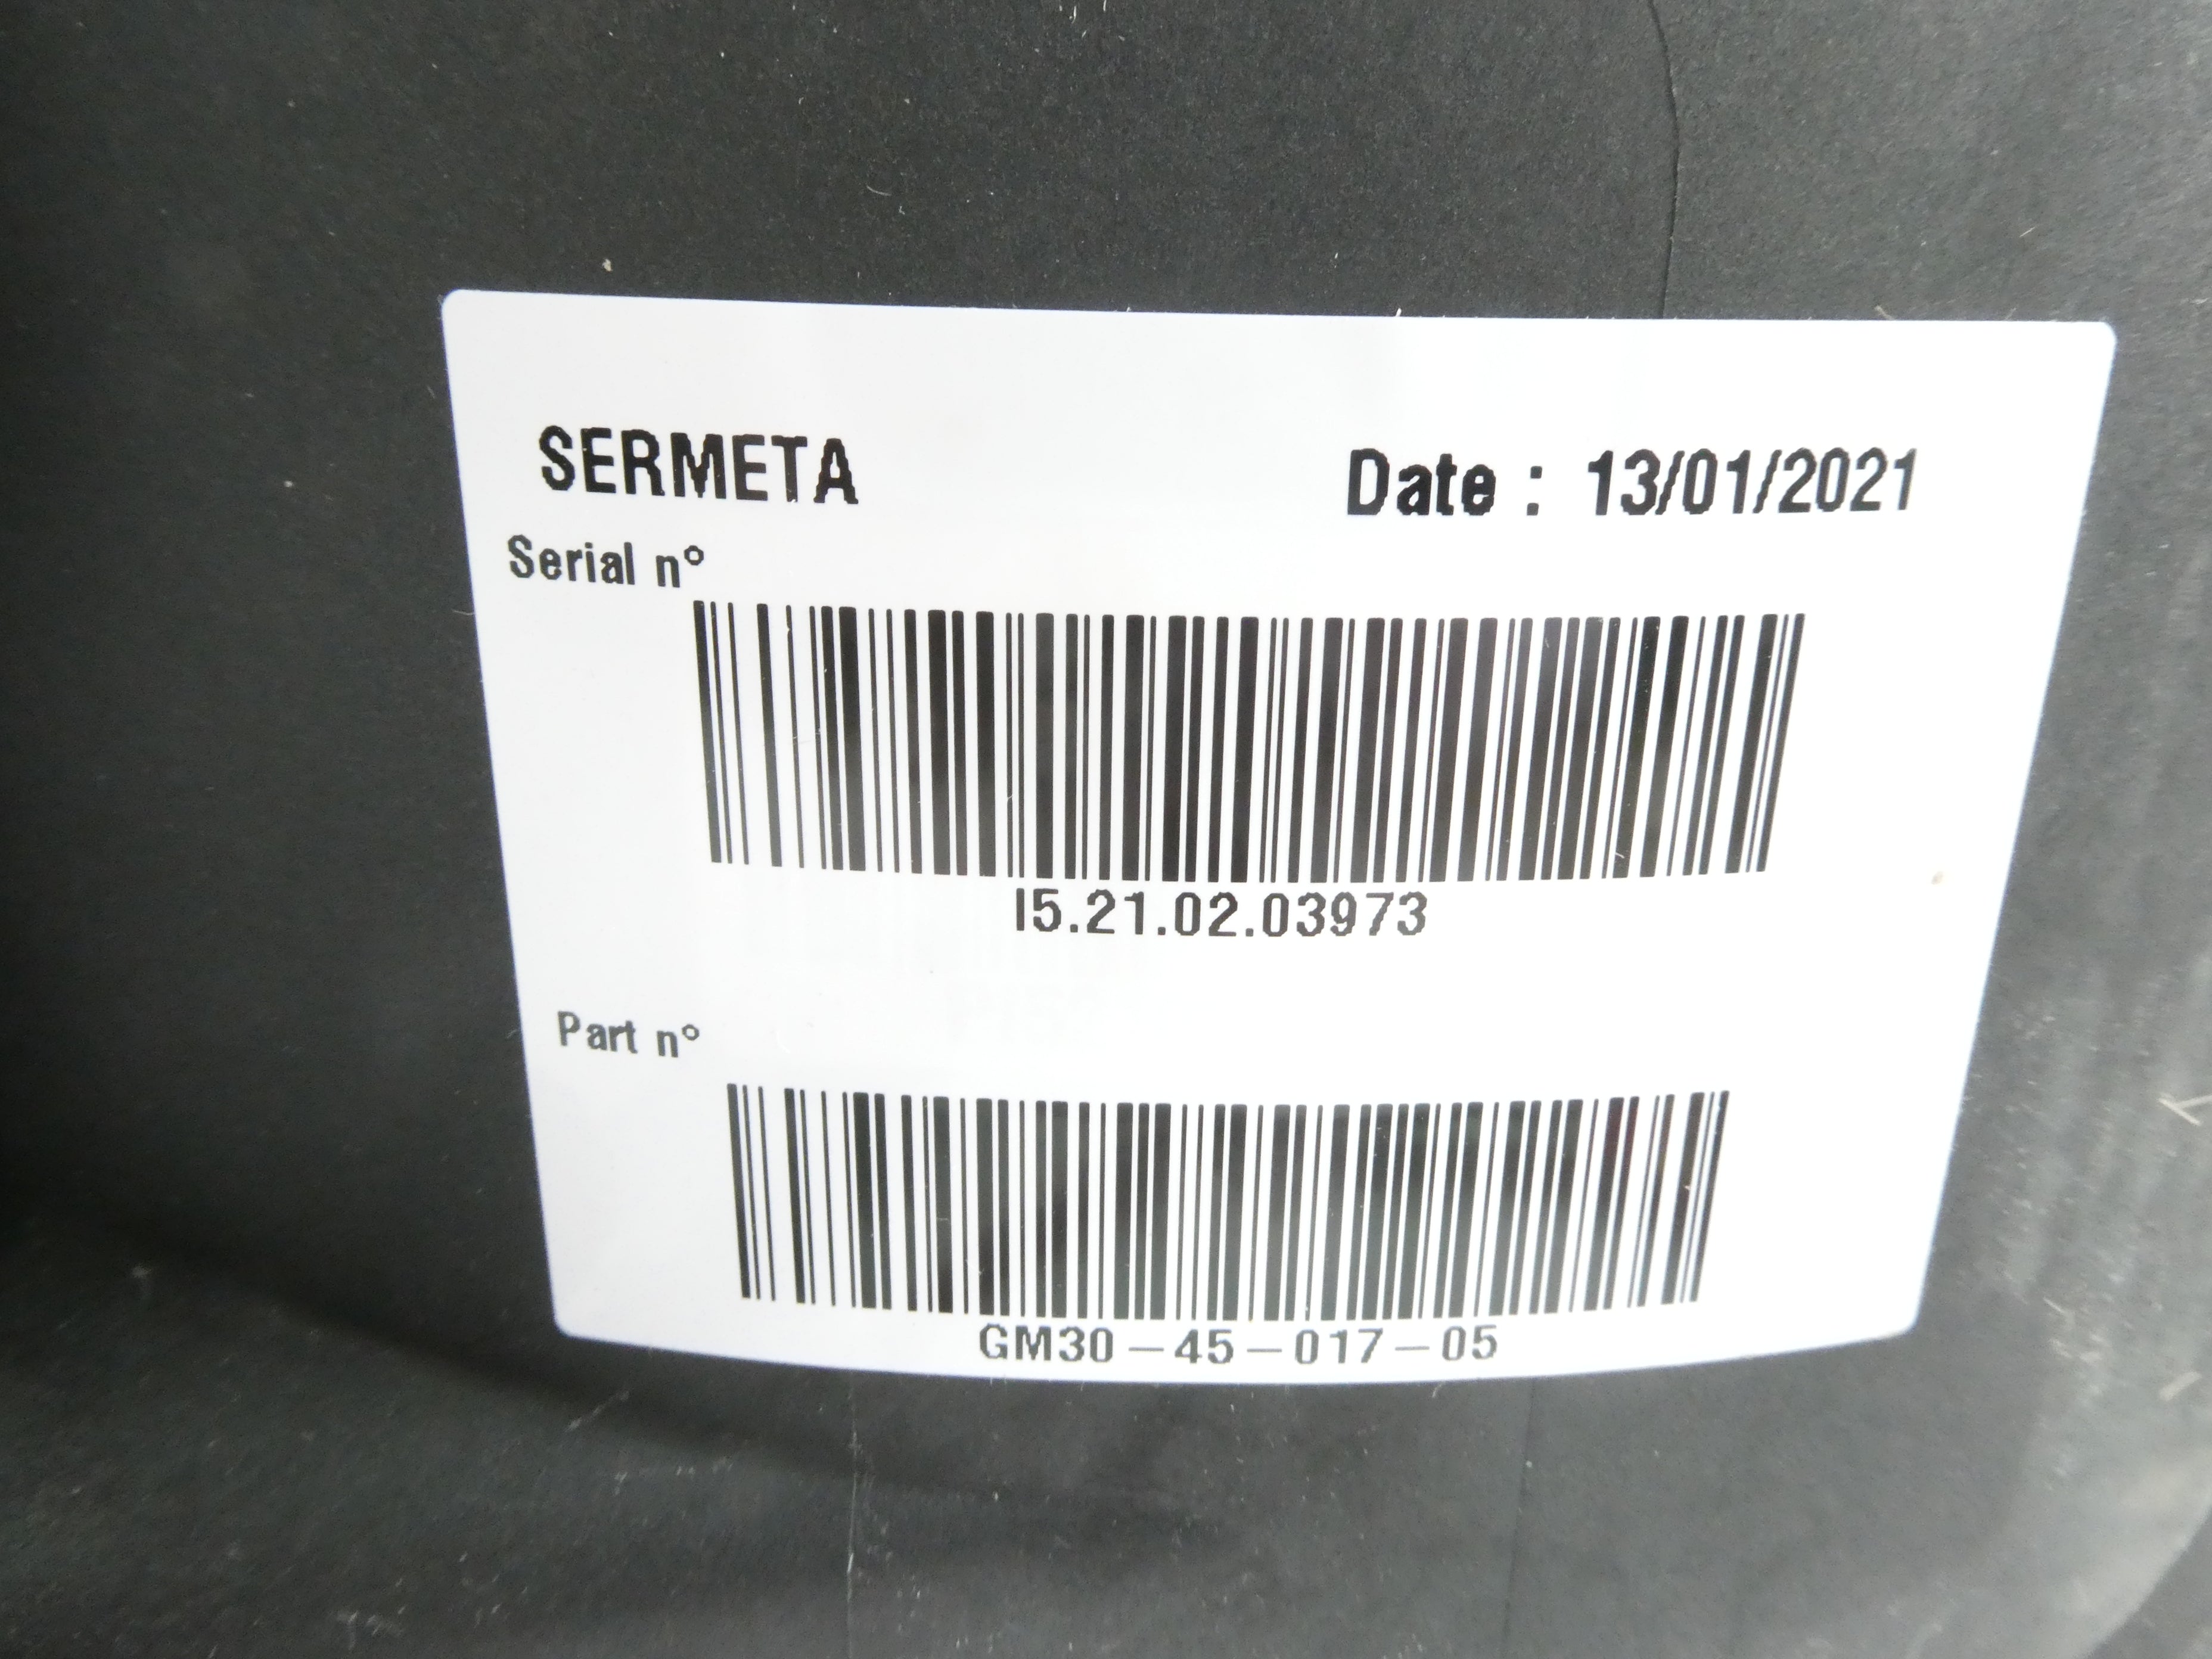 SERMETA
Date : 13/01/2021
Serial n°
I5.21.02.03973
Part n°
GM30-45-017-05